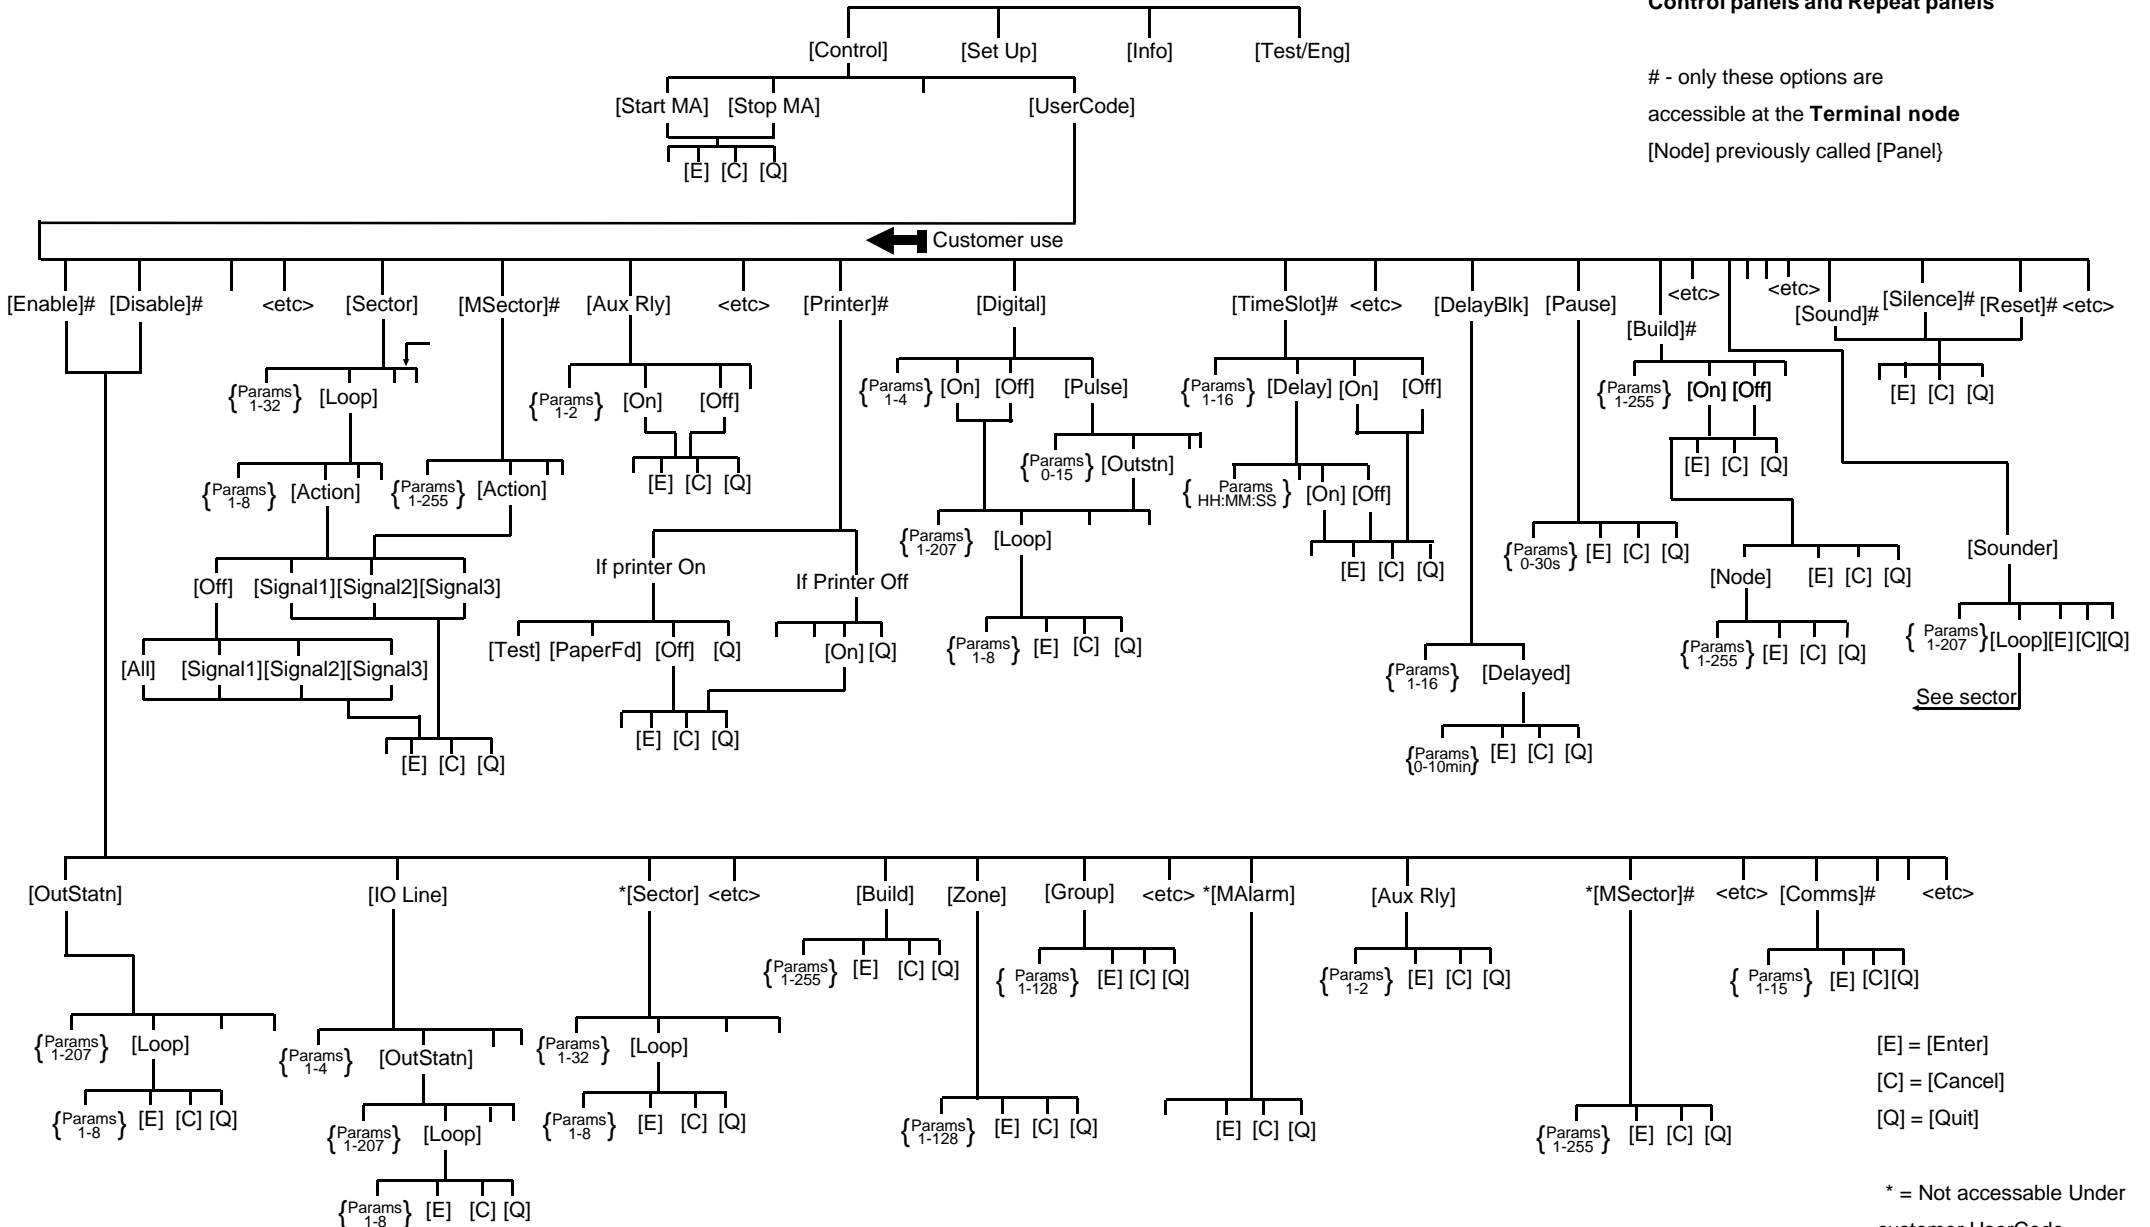 Control panels and Repeat panels
[Control] [Set Up] [Info] [Test/Eng]
# - only these options are
accessible at the Terminal node
[Node] previously called [Panel}
[Start MA] [Stop MA] [UserCode]
[E] [C] [Q]
Customer use
[Enable]# [Disable]# <etc> [Sector] [MSector]# [Aux Rly] <etc> [Printer]# [Digital] [TimeSlot]# <etc> [DelayBlk] [Pause] [Build]# <etc> <etc> [Sound]# [Silence]# [Reset]# <etc>
{Params 1-32} [Loop]
{Params 1-2} [On] [Off]
{Params 1-4} [On] [Off] [Pulse]
{Params 1-16} [Delay] [On] [Off]
{Params 1-255} [On] [Off]
[E] [C] [Q]
{Params 1-8} [Action]
{Params 1-255} [Action]
[E] [C] [Q]
{Params 0-15} [Outstn]
{Params HH:MM:SS} [On] [Off]
[E] [C] [Q]
{Params 1-207} [Loop]
[E] [C] [Q]
{Params 0-30s} [E] [C] [Q]
[Node] [E] [C] [Q]
[Sounder]
[Off] [Signal1][Signal2][Signal3]
If printer On
If Printer Off
[All] [Signal1][Signal2][Signal3]
[Test] [PaperFd] [Off] [Q]
[On] [Q]
{Params 1-8} [E] [C] [Q]
{Params 1-16} [Delayed]
{Params 1-255} [E] [C] [Q]
{Params 1-207}[Loop][E][C][Q]
See sector
[E] [C] [Q]
[E] [C] [Q]
{Params 0-10min} [E] [C] [Q]
[OutStatn] [IO Line] *[Sector] <etc> [Build] [Zone] [Group] <etc> *[MAlarm] [Aux Rly] *[MSector]# <etc> [Comms]# <etc>
{Params 1-255} [E] [C] [Q]
{Params 1-128} [E] [C] [Q]
{Params 1-2} [E] [C] [Q]
{Params 1-15} [E] [C] [Q]
{Params 1-207} [Loop]
{Params 1-4} [OutStatn]
{Params 1-32} [Loop]
{Params 1-8} [E] [C] [Q]
{Params 1-207} [Loop]
{Params 1-8} [E] [C] [Q]
{Params 1-128} [E] [C] [Q]
[E] [C] [Q]
{Params 1-255} [E] [C] [Q]
{Params 1-8} [E] [C] [Q]
[E] = [Enter]
[C] = [Cancel]
[Q] = [Quit]
* = Not accessable Under
customer UserCode